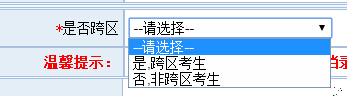 *是否跨区 --请选择--
--请选择--
是,跨区考生
温馨提示：
否,非跨区考生